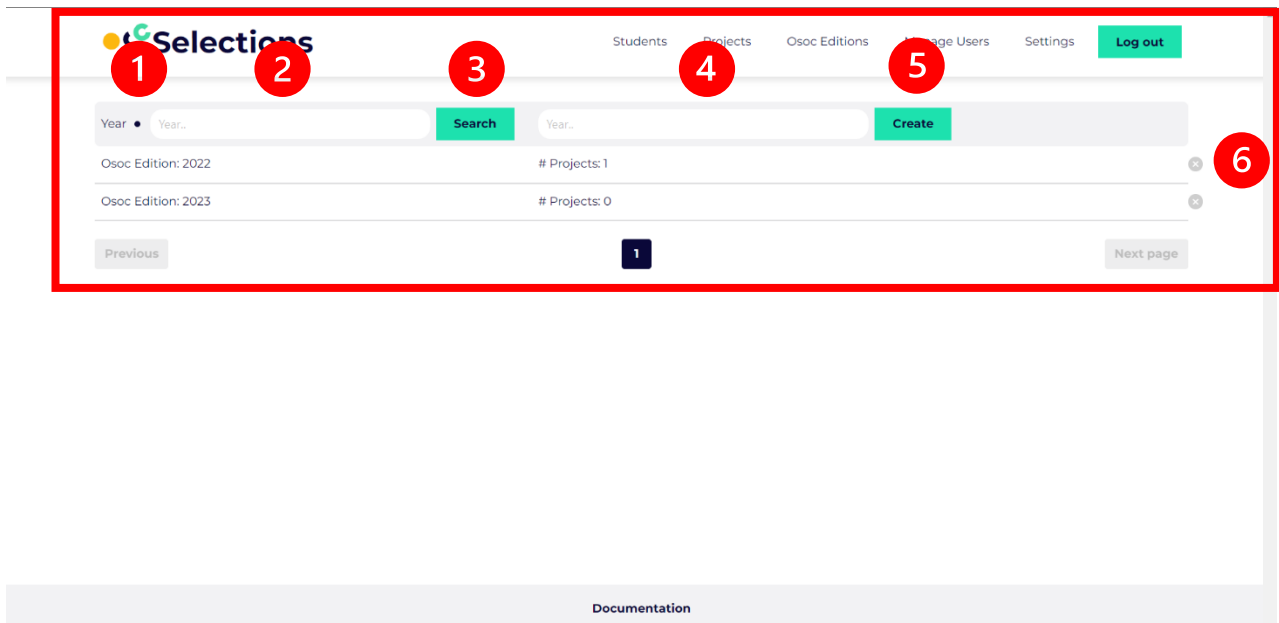 Selections
Students Projects Osoc Editions Manage Users Settings Log out
1 2 3 4 5
Year Year.. Search Year.. Create
Osoc Edition: 2022 # Projects: 1 6
Osoc Edition: 2023 # Projects: 0
Previous 1 Next page
Documentation